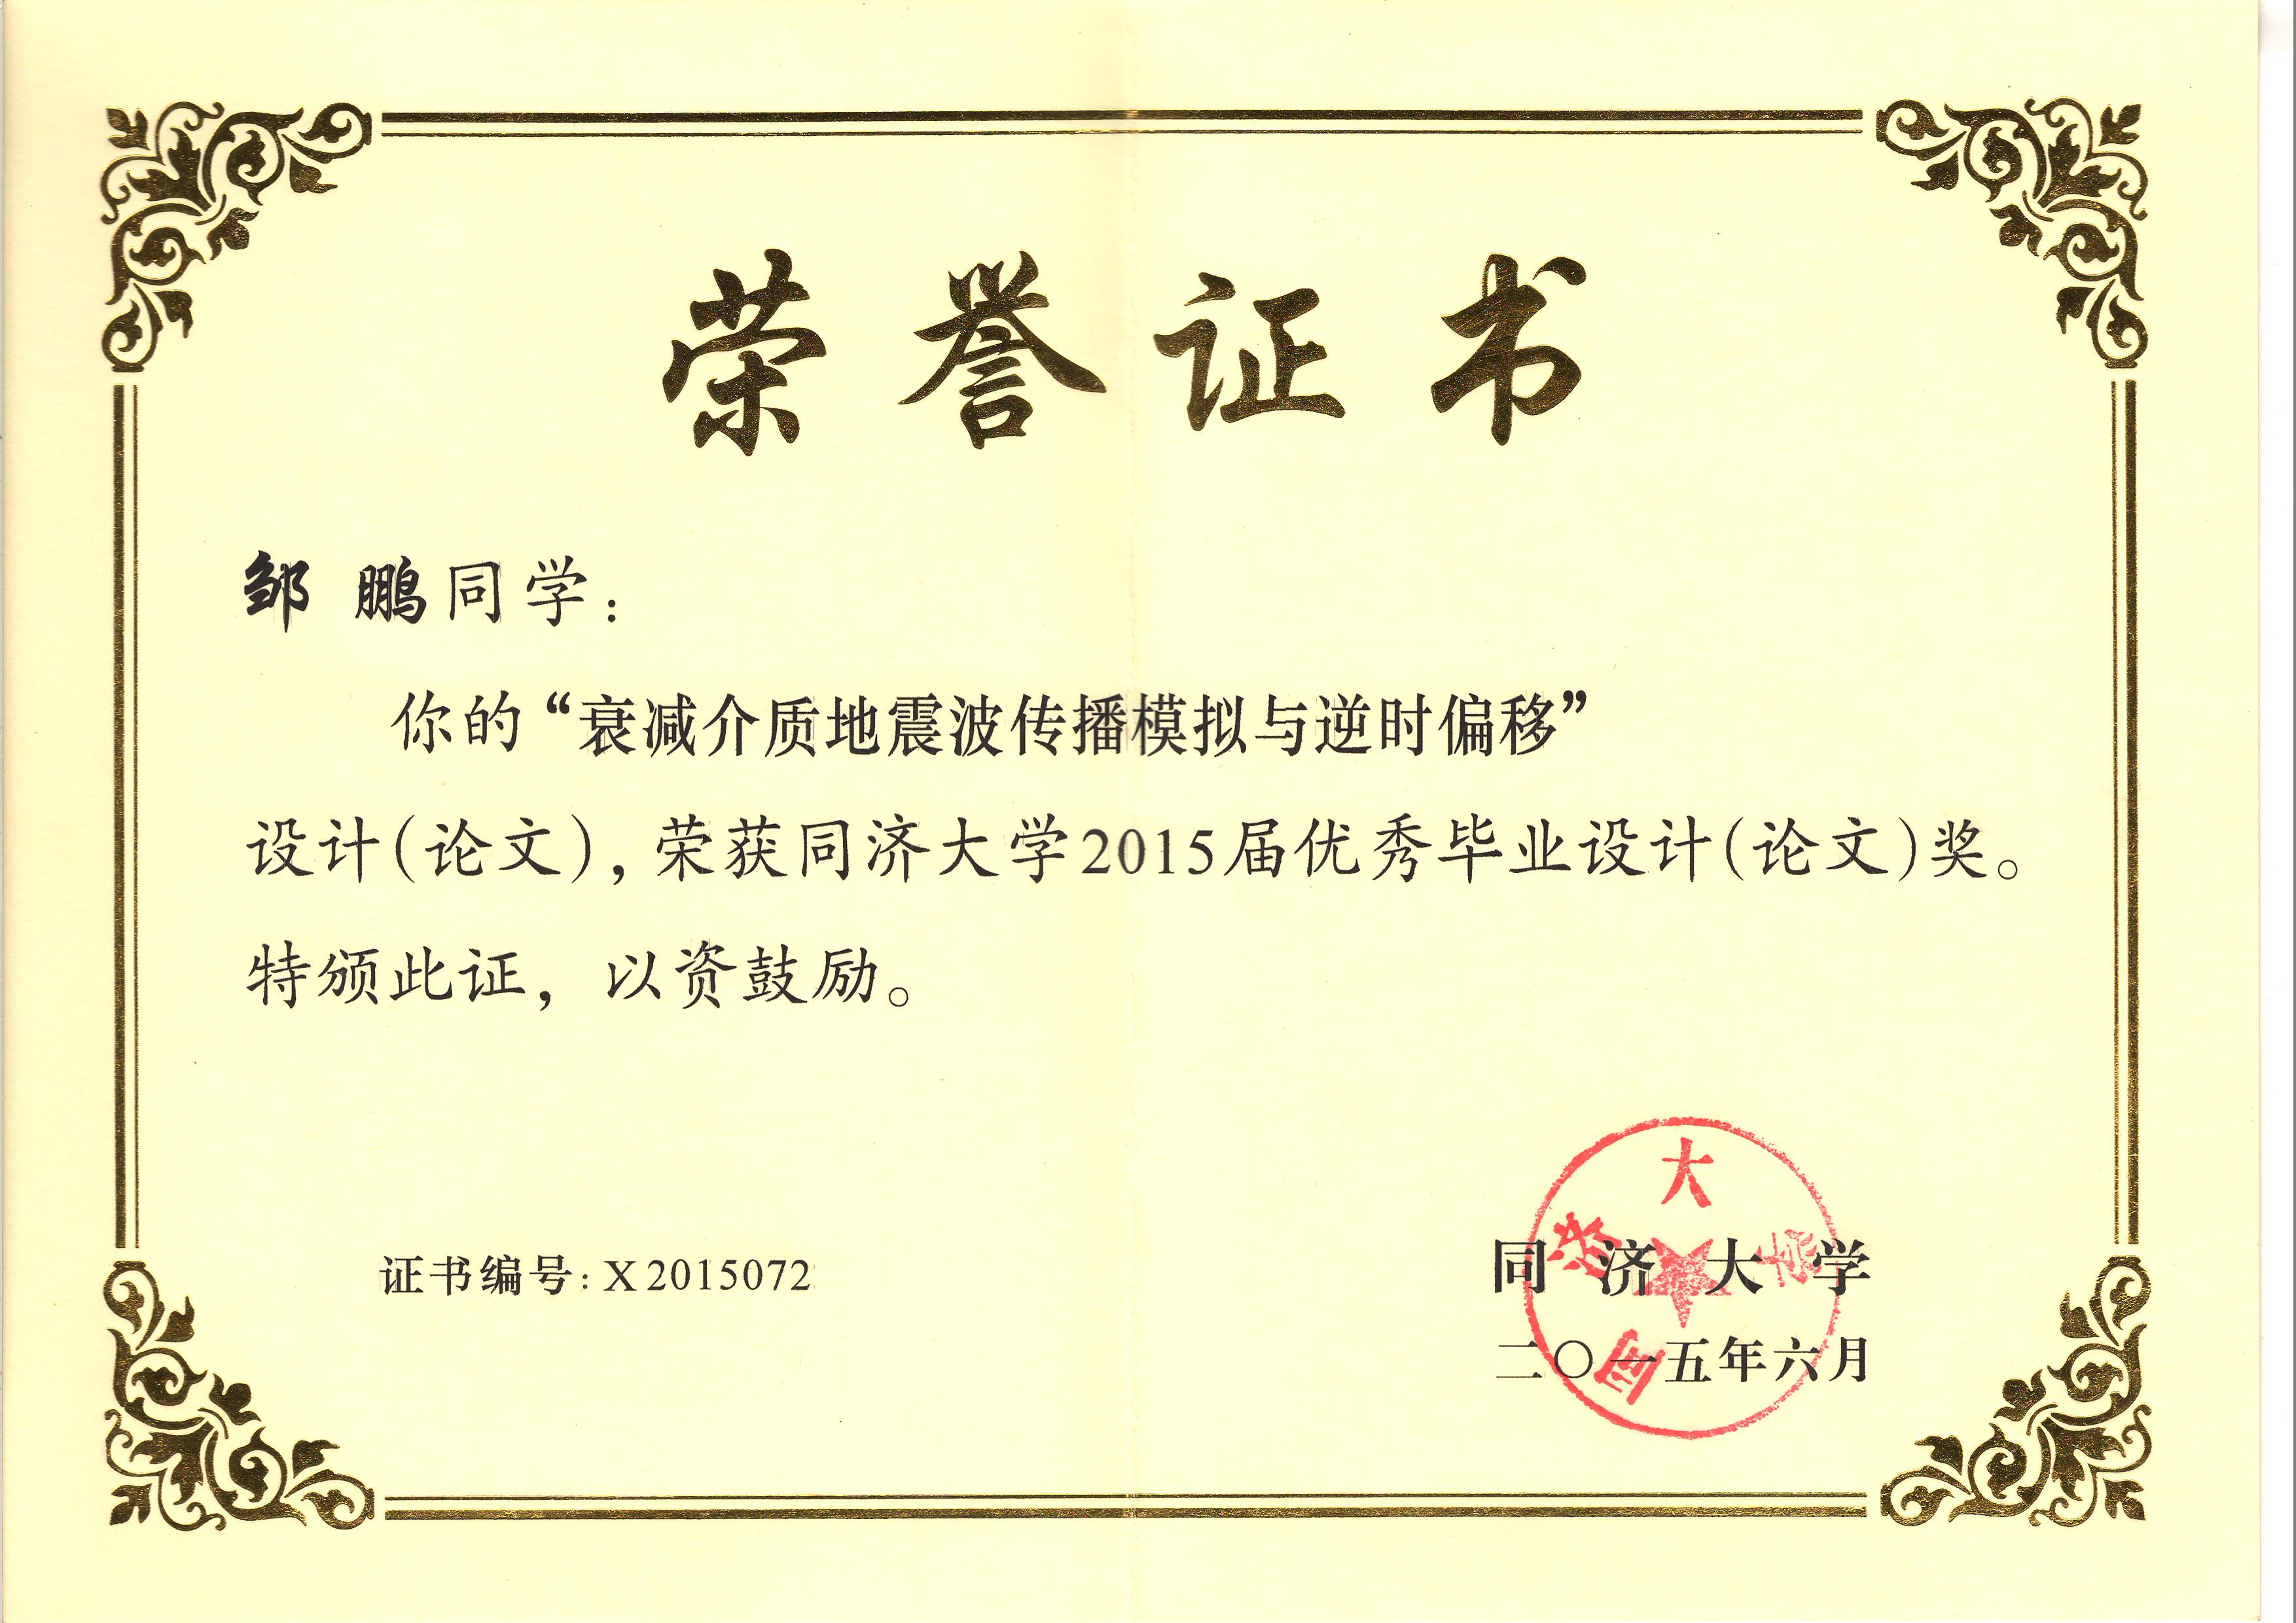 荣誉证书
邹 鹏同学：
你的“衰减介质地震波传播模拟与逆时偏移”
设计(论文)，荣获同济大学2015届优秀毕业设计(论文)奖。
特颁此证，以资鼓励。
证书编号：X2015072
同济大学
同济大学
二〇一五年六月